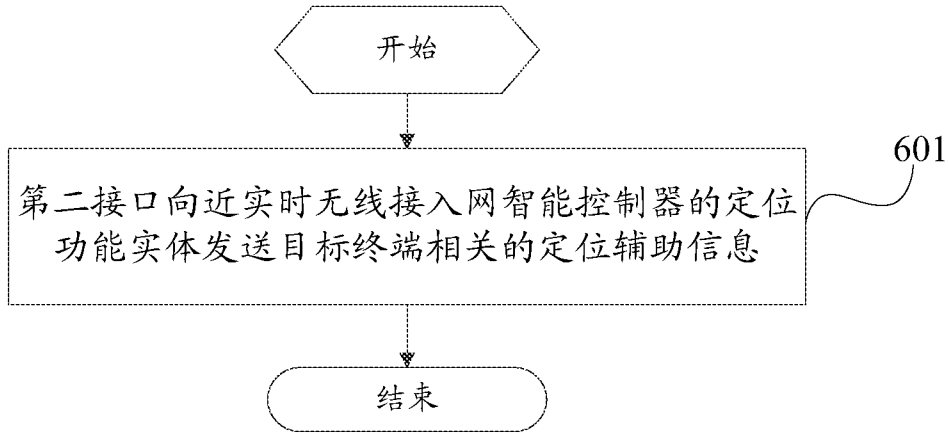 开始
601
第二接口向近实时无线接入网智能控制器的定位
功能实体发送目标终端相关的定位辅助信息
结束